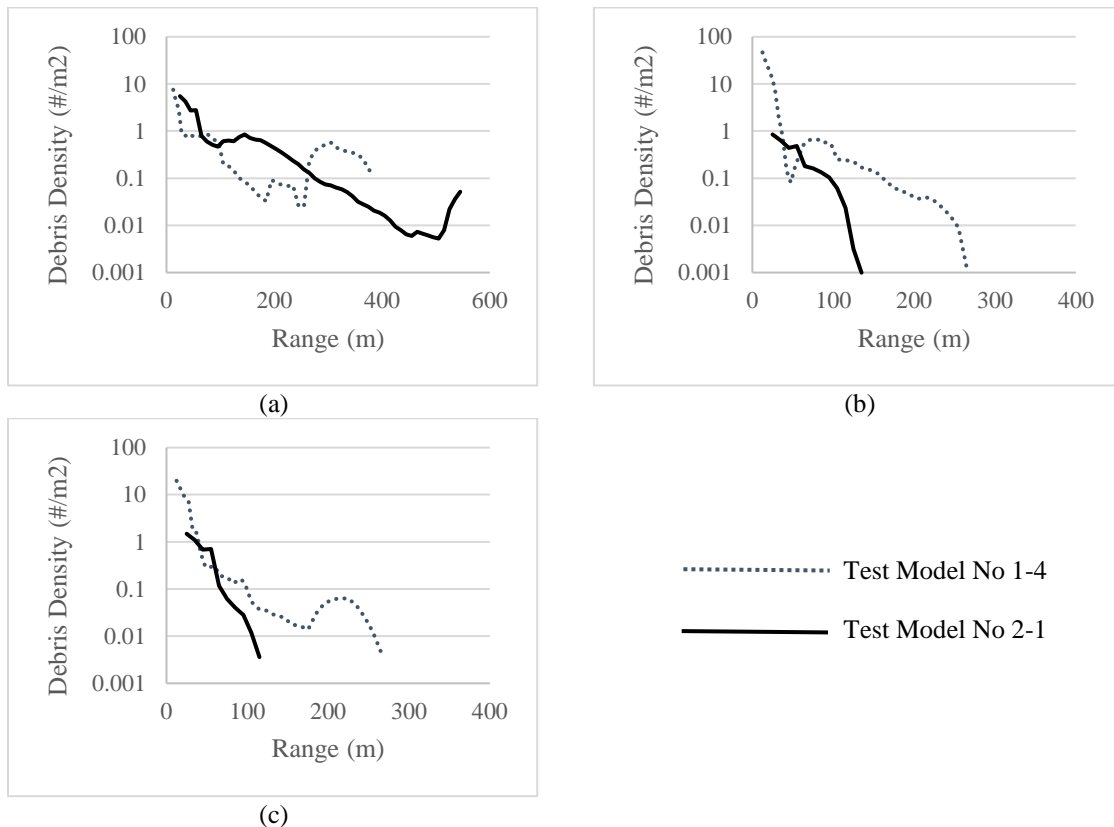 100
10
1
0.1
0.01
0.001
Debris Density (#/m2)
0 200 400 600
Range (m)
(a)
100
10
1
0.1
0.01
0.001
Debris Density (#/m2)
0 100 200 300 400
Range (m)
(b)
100
10
1
0.1
0.01
0.001
Debris Density (#/m2)
0 100 200 300 400
Range (m)
(c)
Test Model No 1-4
Test Model No 2-1